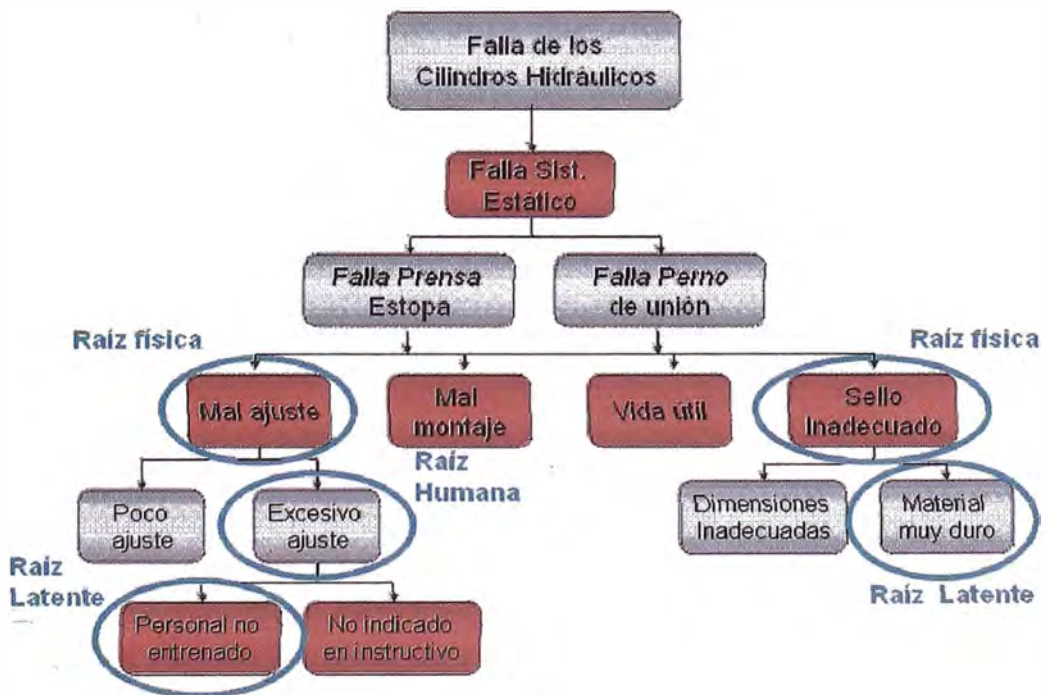 Falla de los
Cilindros Hidráulicos
Falla Sist.
Estático
Falla Prensa
Estopa
Falla Perno
de unión
Raíz física
Raíz física
Mal ajuste
Mal
montaje
Vida útil
Sello
Inadecuado
Raíz
Humana
Poco
ajuste
Excesivo
ajuste
Dimensiones
Inadecuadas
Material
muy duro
Raíz
Latente
Raíz Latente
Personal no
entrenado
No indicado
en instructivo